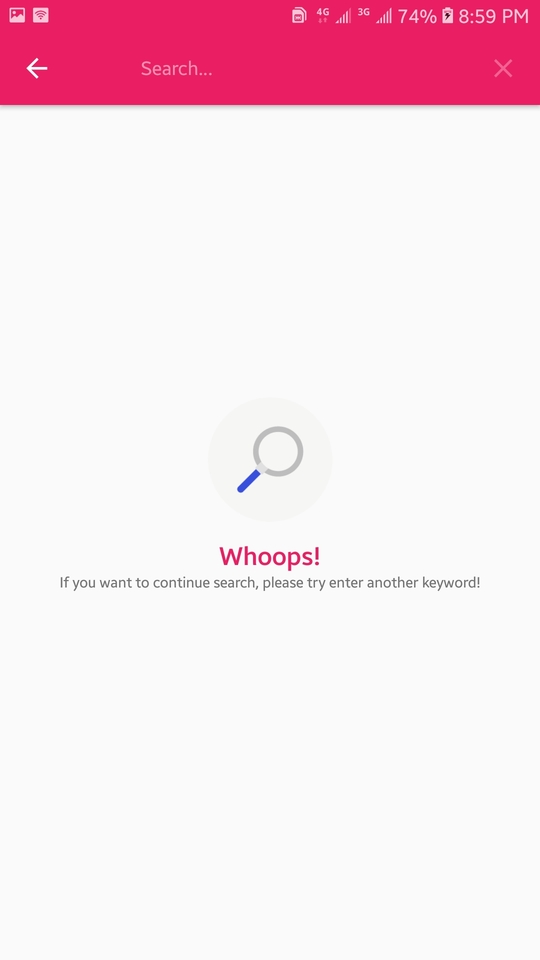 4G 3G 74% 8:59 PM
Search...
Whoops!
If you want to continue search, please try enter another keyword!